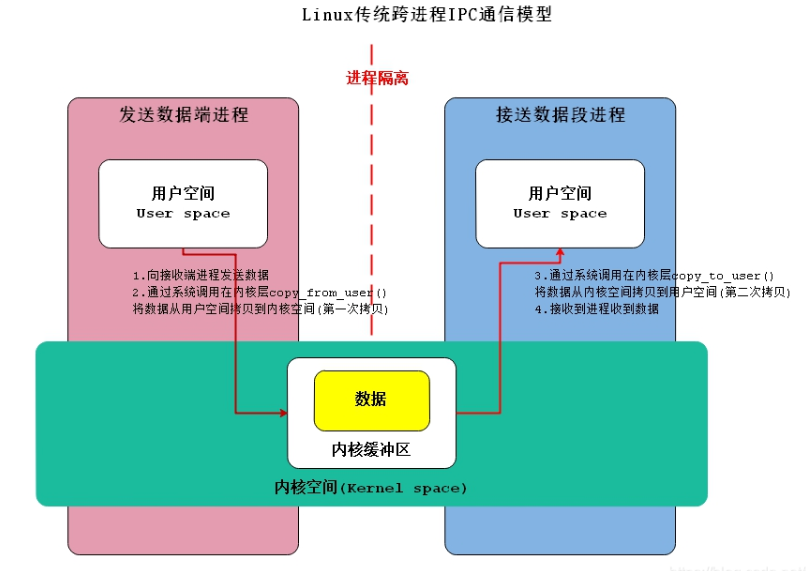 Linux传统跨进程IPC通信模型
进程隔离
发送数据端进程
接送数据段进程
用户空间
User space
用户空间
User space
1.向接收端进程发送数据
2.通过系统调用在内核层copy_from_user()
将数据从用户空间拷贝到内核空间(第一次拷贝)
3.通过系统调用在内核层copy_to_user()
将数据从内核空间拷贝到用户空间(第二次拷贝)
4.接收到进程收到数据
数据
内核缓冲区
内核空间(Kernel space)